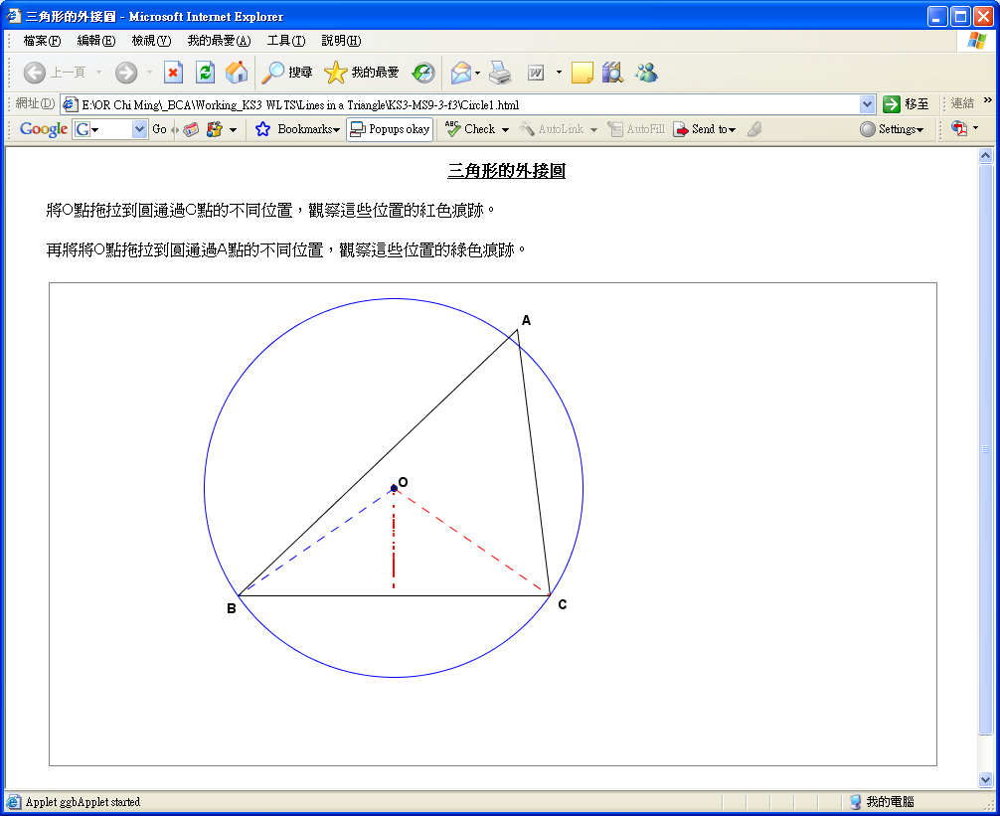 三角形的外接圓 - Microsoft Internet Explorer
檔案(F) 編輯(E) 檢視(V) 我的最愛(A) 工具(T) 說明(H)
上一頁 搜尋 我的最愛
網址(D) E:\OR Chi Ming\_BCA\Working_KS3 WLTS\Lines in a Triangle\KS3-MS9-3-f3\Circle1.html 移至 連結 »
Google G Go Bookmarks Popups okay ABC Check AutoLink AutoFill Send to Settings
三角形的外接圓
將O點拖拉到圓通過C點的不同位置，觀察這些位置的紅色痕跡。
再將將O點拖拉到圓通過A點的不同位置，觀察這些位置的綠色痕跡。
A
O
B C
Applet ggbApplet started 我的電腦